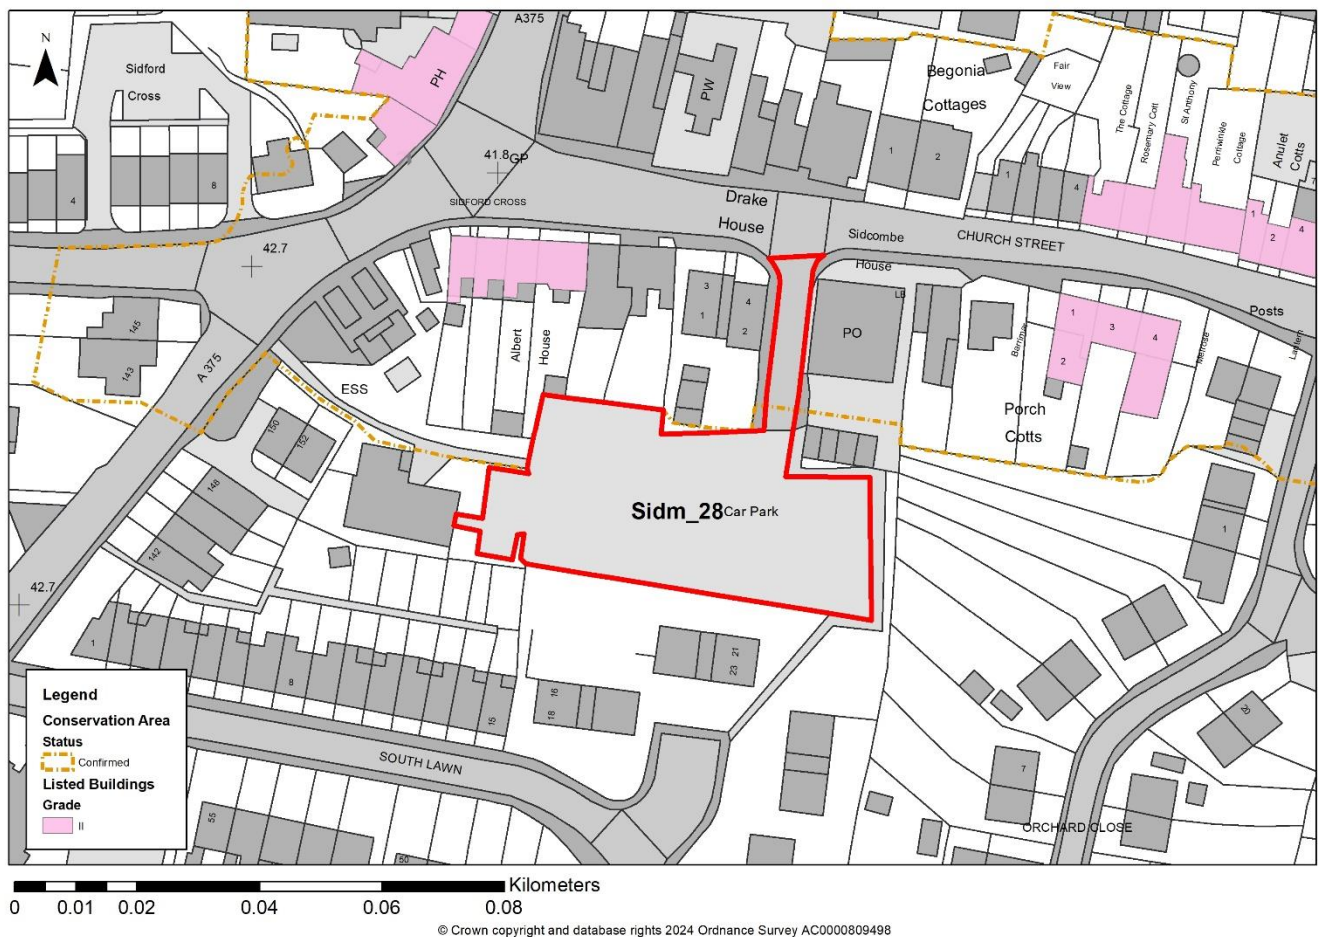 A375
N
Sidford
Cross
PH
PW
Begonia
Cottages
Fair
View
The Cottage
Rosemary Cott
St Anthony
Periwinkle
Cottage
Anulet
Cotts
41.8
GP
4
8
1
2
1
4
SIDFORD CROSS
Drake
House
Sidcombe
House
CHURCH STREET
1
2
4
42.7
3
4
1
2
LB
PO
Posts
145
143
A 375
Albert
House
ESS
1
3
4
2
Melrose
Porch
Cotts
150
152
148
142
Sidm_28
Car Park
1
42.7
1
8
15
16
18
21
23
20
7
SOUTH LAWN
ORCHARD CLOSE
55
50
Legend
Conservation Area
Status
Confirmed
Listed Buildings
Grade
II
Kilometers
0 0.01 0.02 0.04 0.06 0.08
© Crown copyright and database rights 2024 Ordnance Survey AC0000809498